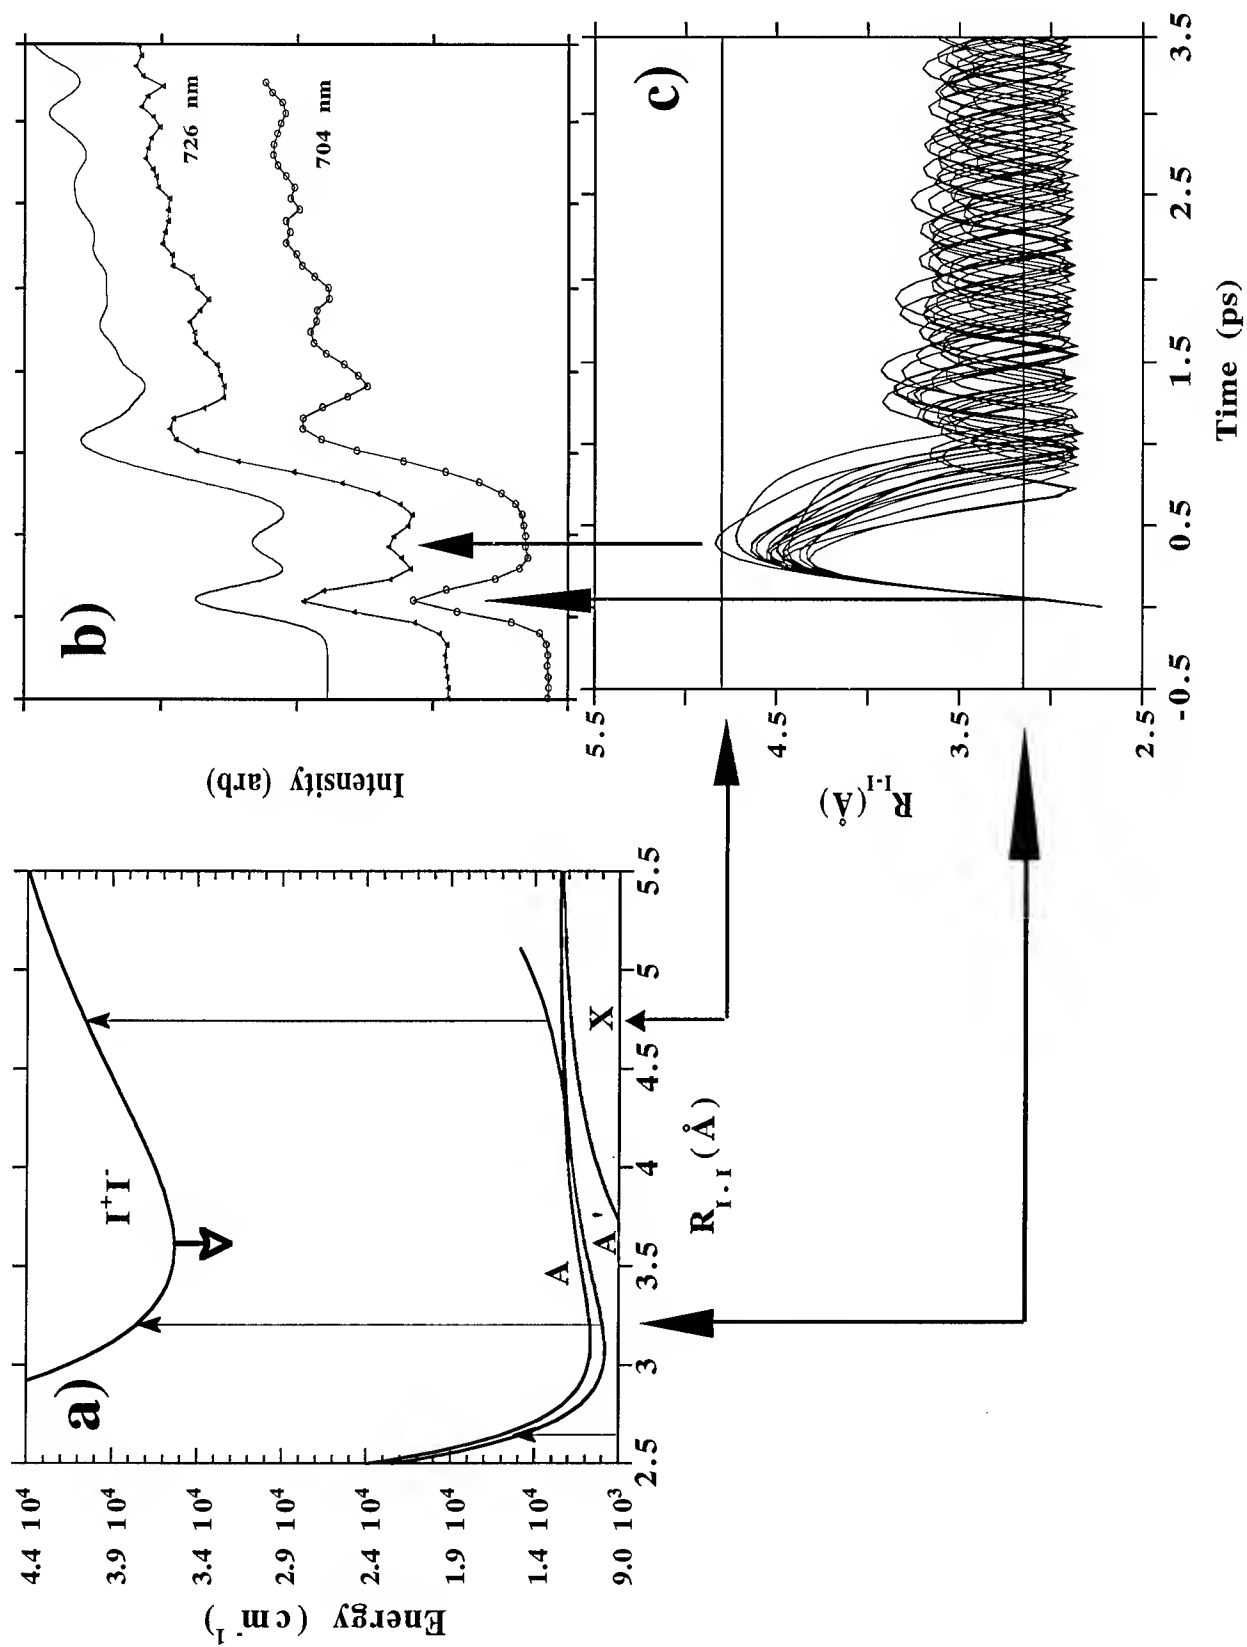 a)
Energy (cm⁻¹)
4.4 10⁴
3.9 10⁴
3.4 10⁴
2.9 10⁴
2.4 10⁴
1.9 10⁴
1.4 10⁴
9.0 10³
I⁺I⁻
A
A'
X
2.5 3 3.5 4 4.5 5 5.5
R I-I (Å)
b)
Intensity (arb)
726 nm
704 nm
c)
R I-I (Å)
5.5
4.5
3.5
2.5
-0.5 0.5 1.5 2.5 3.5
Time (ps)